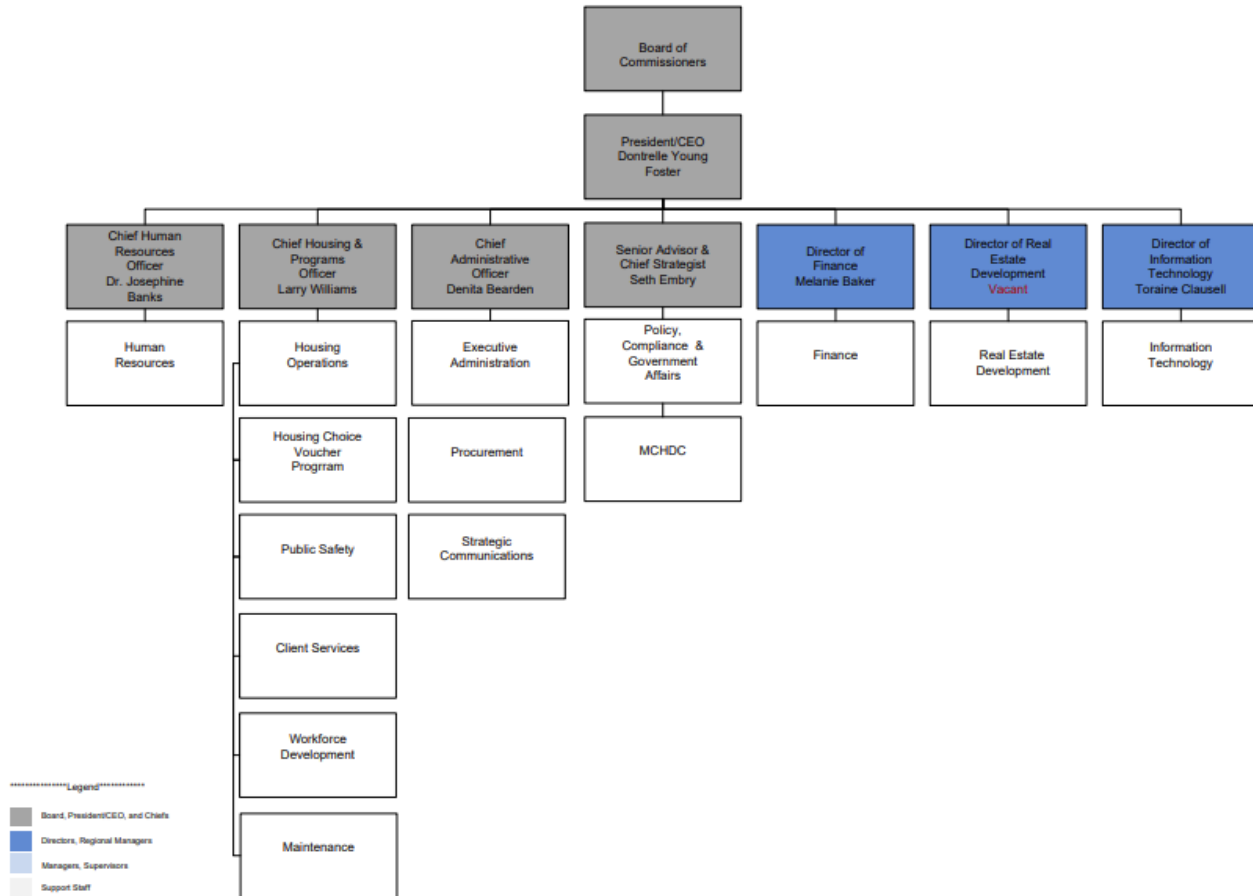 Board of
Commissioners
President/CEO
Dontrelle Young
Foster
Chief Human
Resources
Officer
Dr. Josephine
Banks
Chief Housing &
Programs
Officer
Larry Williams
Chief
Administrative
Officer
Denita Bearden
Senior Advisor &
Chief Strategist
Seth Embry
Director of
Finance
Melanie Baker
Director of Real
Estate
Development
Vacant
Director of
Information
Technology
Toraine Clausell
Human
Resources
Housing
Operations
Executive
Administration
Policy,
Compliance &
Government
Affairs
Finance
Real Estate
Development
Information
Technology
Housing Choice
Voucher
Progrram
Procurement
MCHDC
Public Safety
Strategic
Communications
Client Services
Workforce
Development
Maintenance
***************Legend************
Board, President/CEO, and Chiefs
Directors, Regional Managers
Managers, Supervisors
Support Staff